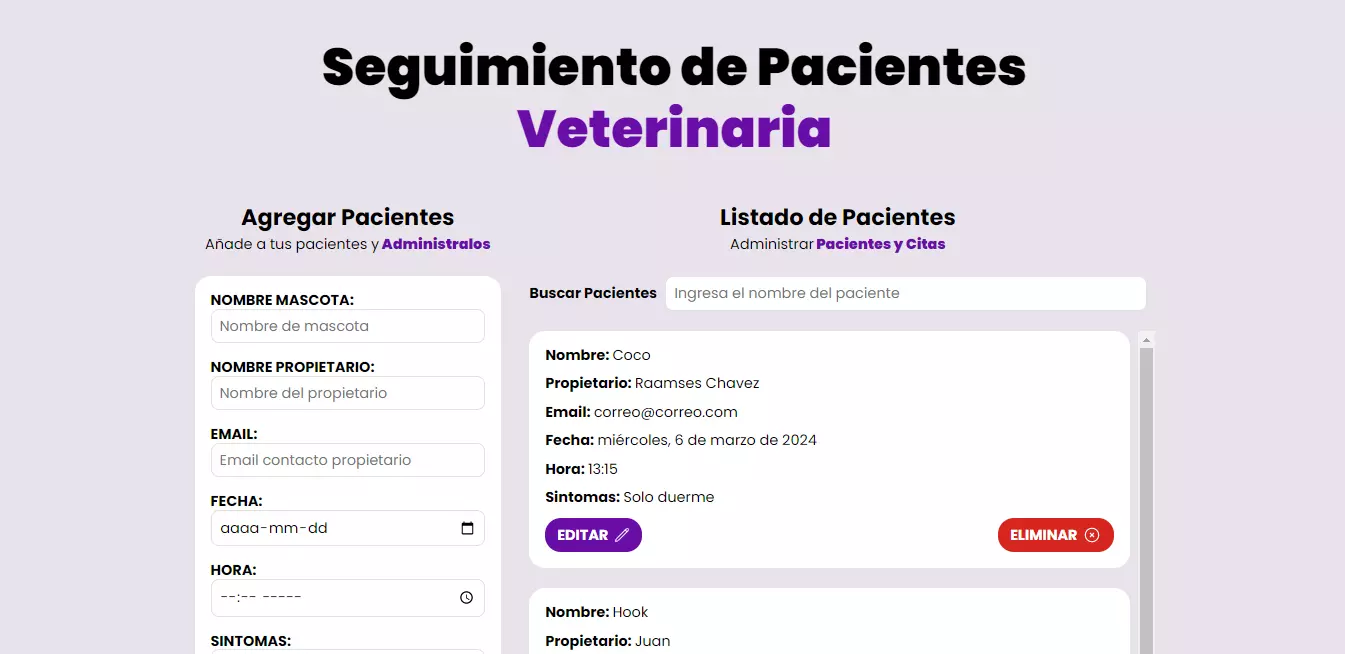 Seguimiento de Pacientes
Veterinaria
Agregar Pacientes
Añade a tus pacientes y Administralos
NOMBRE MASCOTA:
Nombre de mascota
NOMBRE PROPIETARIO:
Nombre del propietario
EMAIL:
Email contacto propietario
FECHA:
aaaa-mm-dd
HORA:
--:-- -----
SINTOMAS:
Listado de Pacientes
Administrar Pacientes y Citas
Buscar Pacientes Ingresa el nombre del paciente
Nombre: Coco
Propietario: Raamses Chavez
Email: correo@correo.com
Fecha: miércoles, 6 de marzo de 2024
Hora: 13:15
Sintomas: Solo duerme
EDITAR ELIMINAR
Nombre: Hook
Propietario: Juan